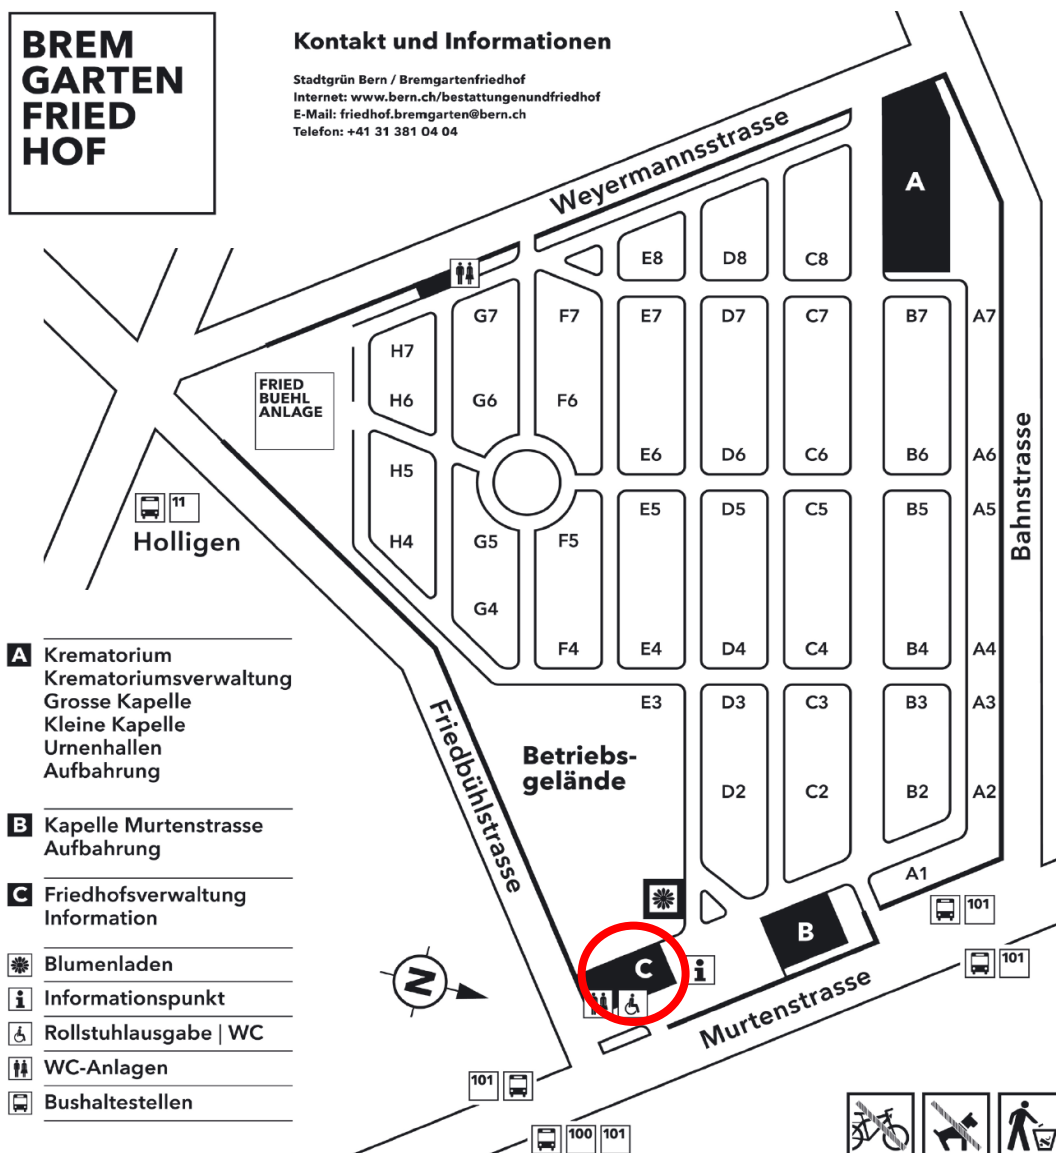 BREM
GARTEN
FRIED
HOF
Kontakt und Informationen
Stadtgrün Bern / Bremgartenfriedhof
Internet: www.bern.ch/bestattungenundfriedhof
E-Mail: friedhof.bremgarten@bern.ch
Telefon: +41 31 381 04 04
Weyermannsstrasse
A
E8 D8 C8
G7 F7 E7 D7 C7 B7 A7
H7
FRIED
BUEHL
ANLAGE
H6 G6 F6
E6 D6 C6 B6 A6
H5
Bahnstrasse
11
Holligen
E5 D5 C5 B5 A5
H4 G5 F5
G4
F4 E4 D4 C4 B4 A4
E3 D3 C3 B3 A3
Friedbühlstrasse
Betriebs-
gelände
D2 C2 B2 A2
A1
101
B
101
C
i
Murtenstrasse
N
101
100 101
A Krematorium
Krematoriumsverwaltung
Grosse Kapelle
Kleine Kapelle
Urnenhallen
Aufbahrung
B Kapelle Murtenstrasse
Aufbahrung
C Friedhofsverwaltung
Information
Blumenladen
i Informationspunkt
Rollstuhlausgabe | WC
WC-Anlagen
Bushaltestellen